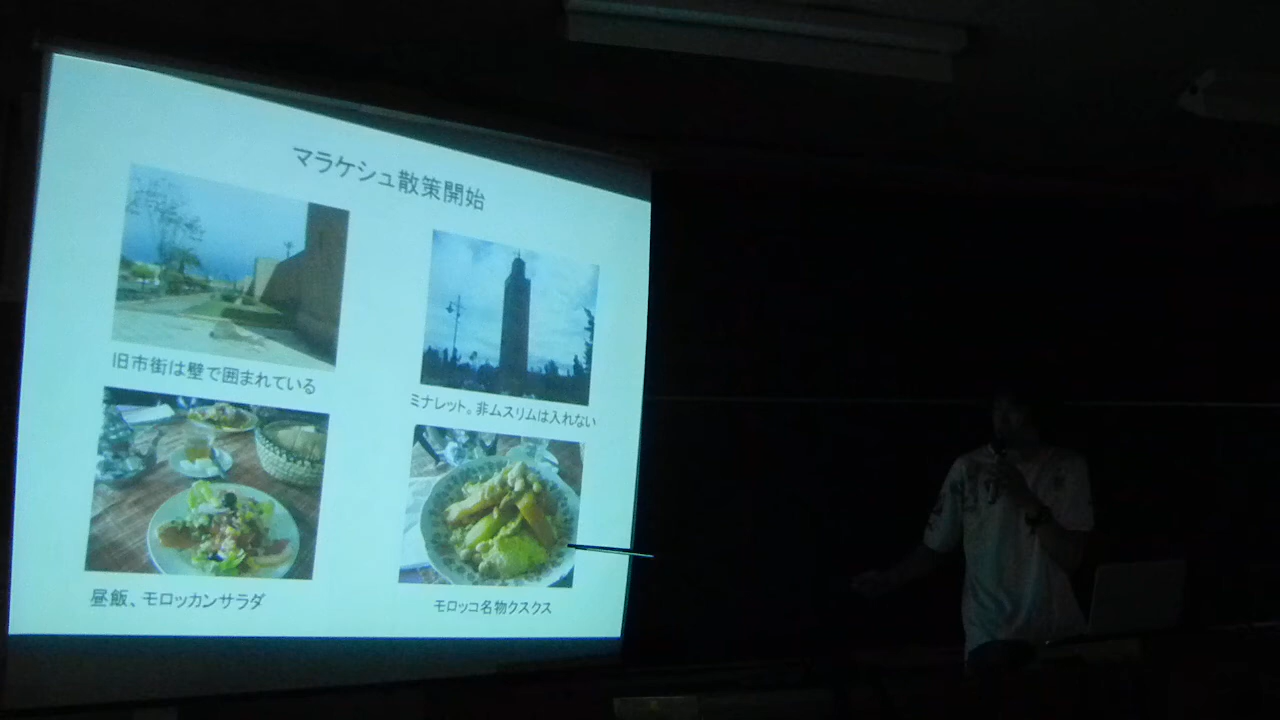 マラケシュ散策開始
旧市街は壁で囲まれている
ミナレット。非ムスリムは入れない
昼飯、モロッカンサラダ
モロッコ名物クスクス